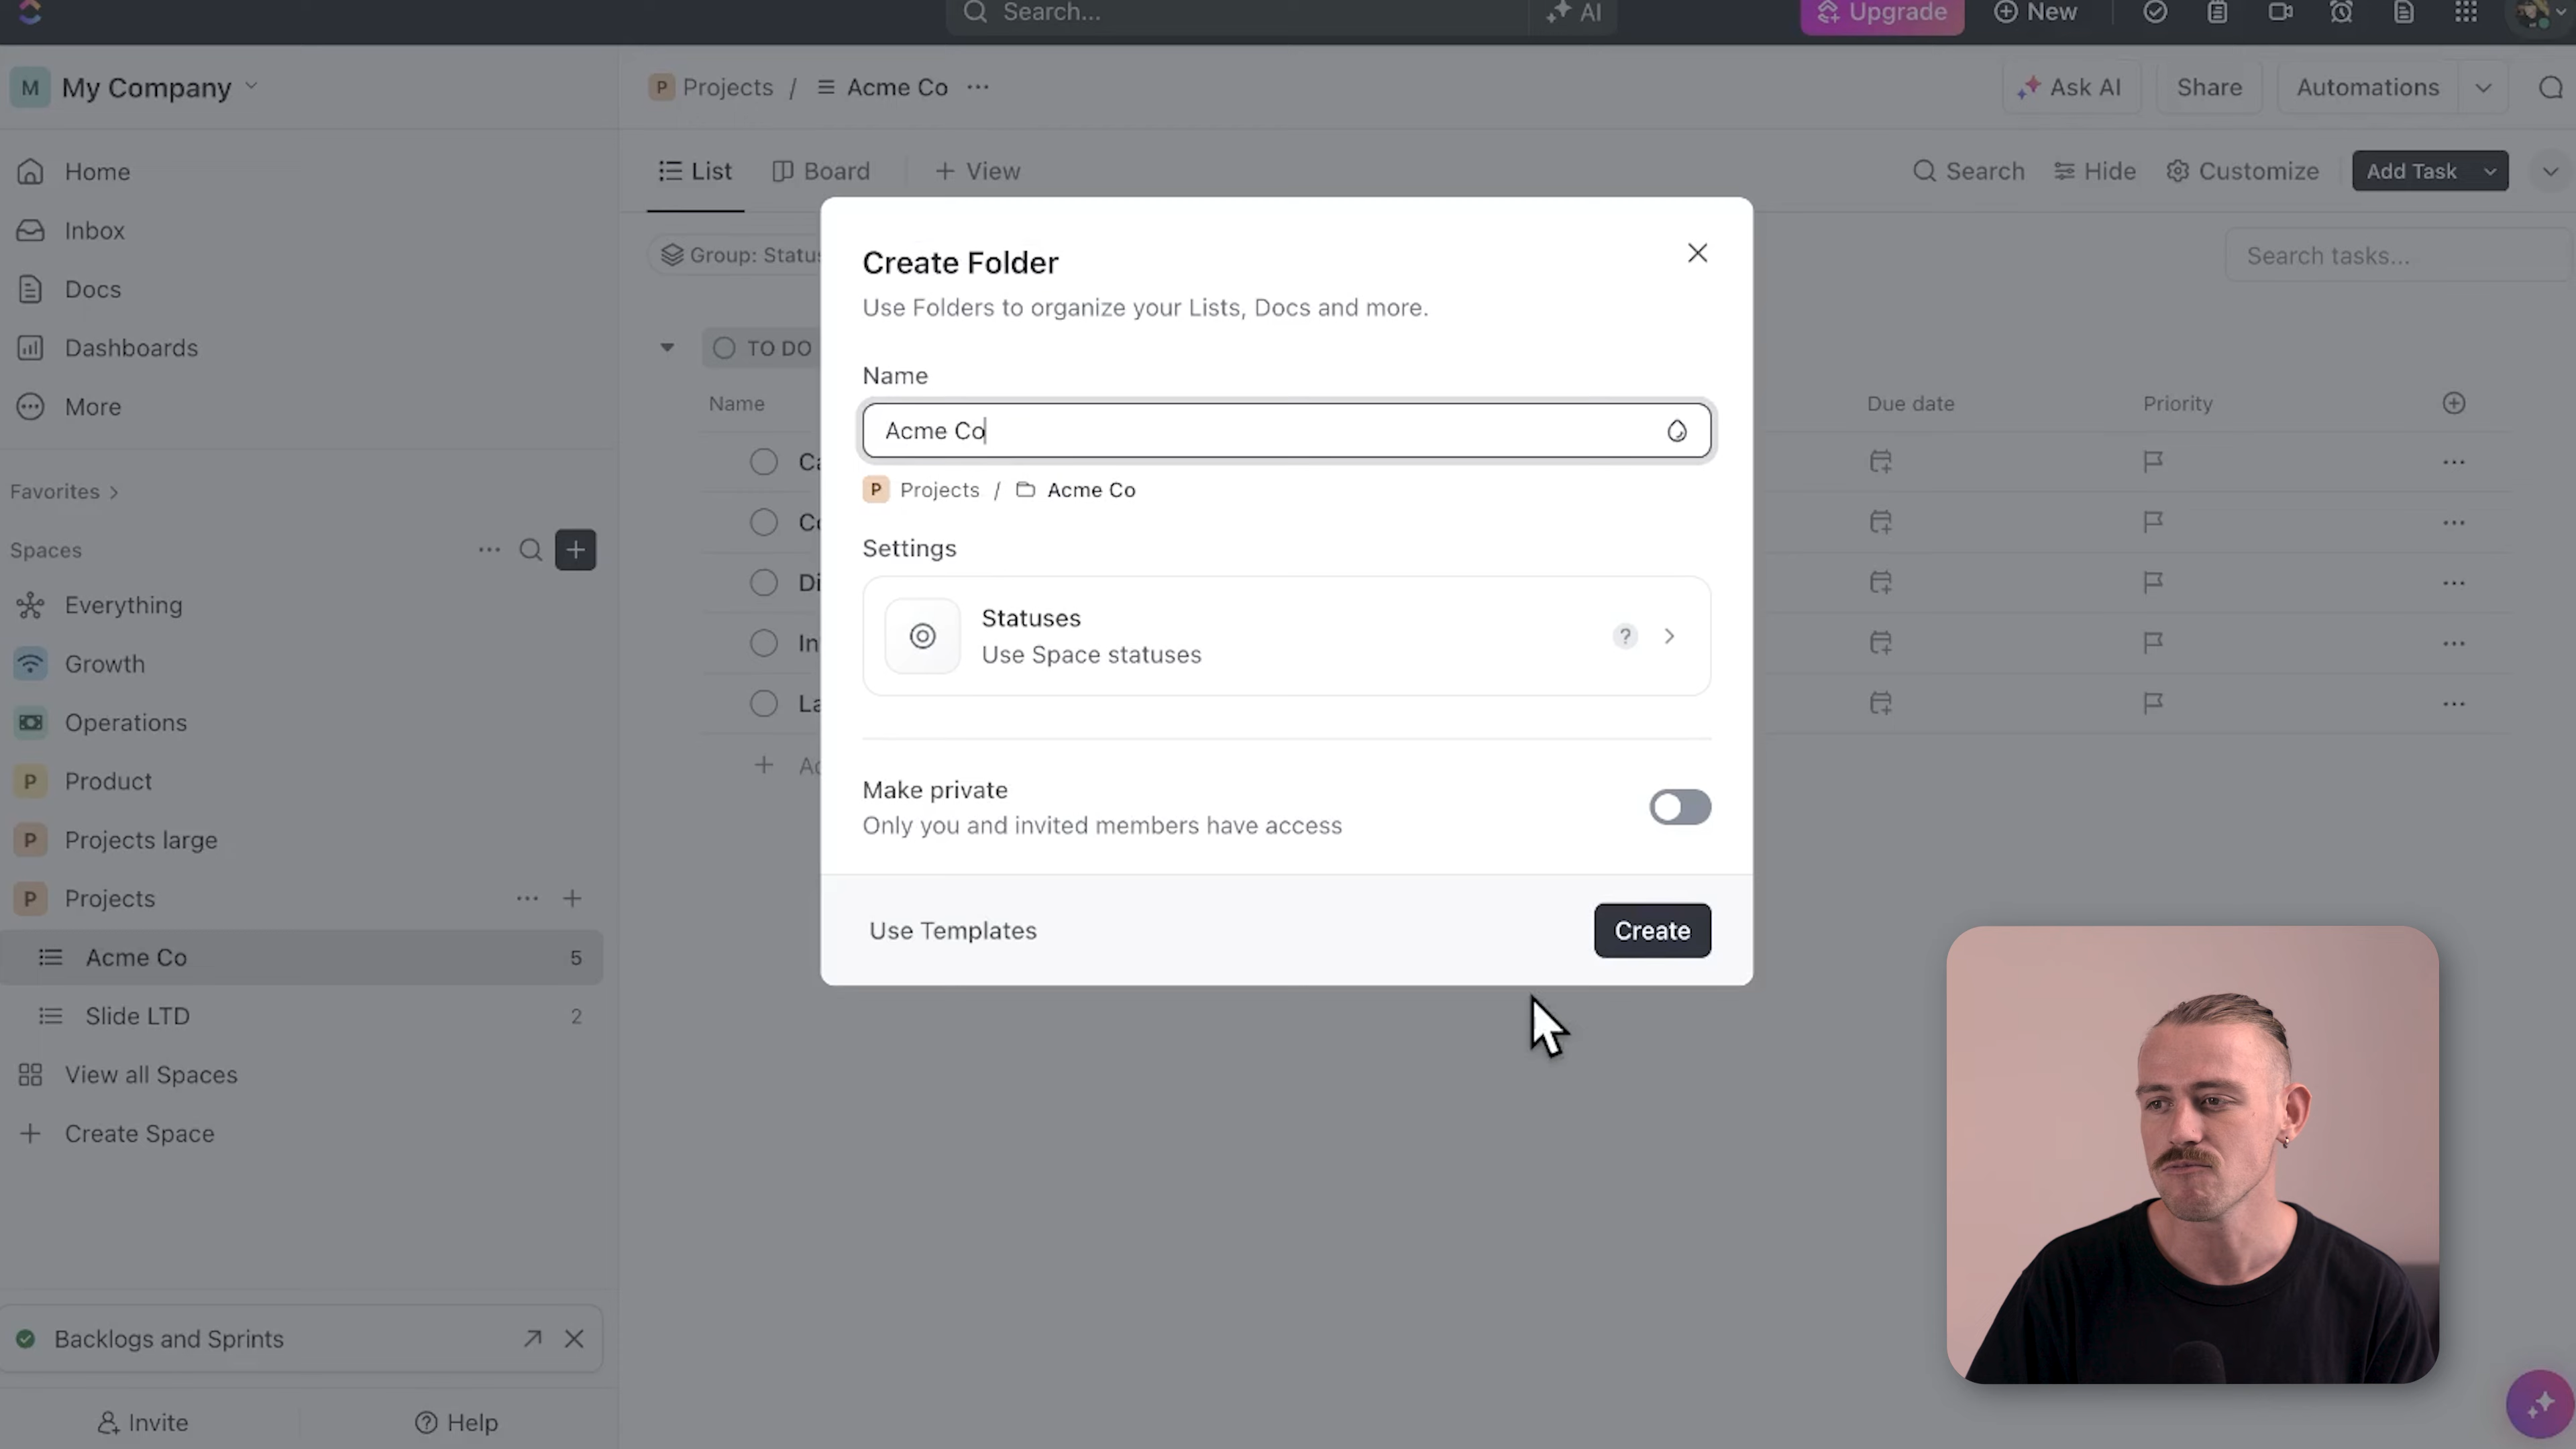 Search...
AI
Upgrade
New
M My Company
P Projects / Acme Co ...
Ask AI
Share
Automations
Home
Inbox
Docs
Dashboards
More
Favorites
Spaces
Everything
Growth
Operations
P Product
P Projects large
P Projects
Acme Co 5
Slide LTD 2
View all Spaces
Create Space
Backlogs and Sprints
Invite
Help
List
Board
+ View
Search
Hide
Customize
Add Task
Group: Statu
Search tasks...
TO DO
Name
Due date
Priority
Ca
Co
Di
In
La
Create Folder
Use Folders to organize your Lists, Docs and more.
Name
Acme Co
P Projects / Acme Co
Settings
Statuses
Use Space statuses
?
Make private
Only you and invited members have access
Use Templates
Create